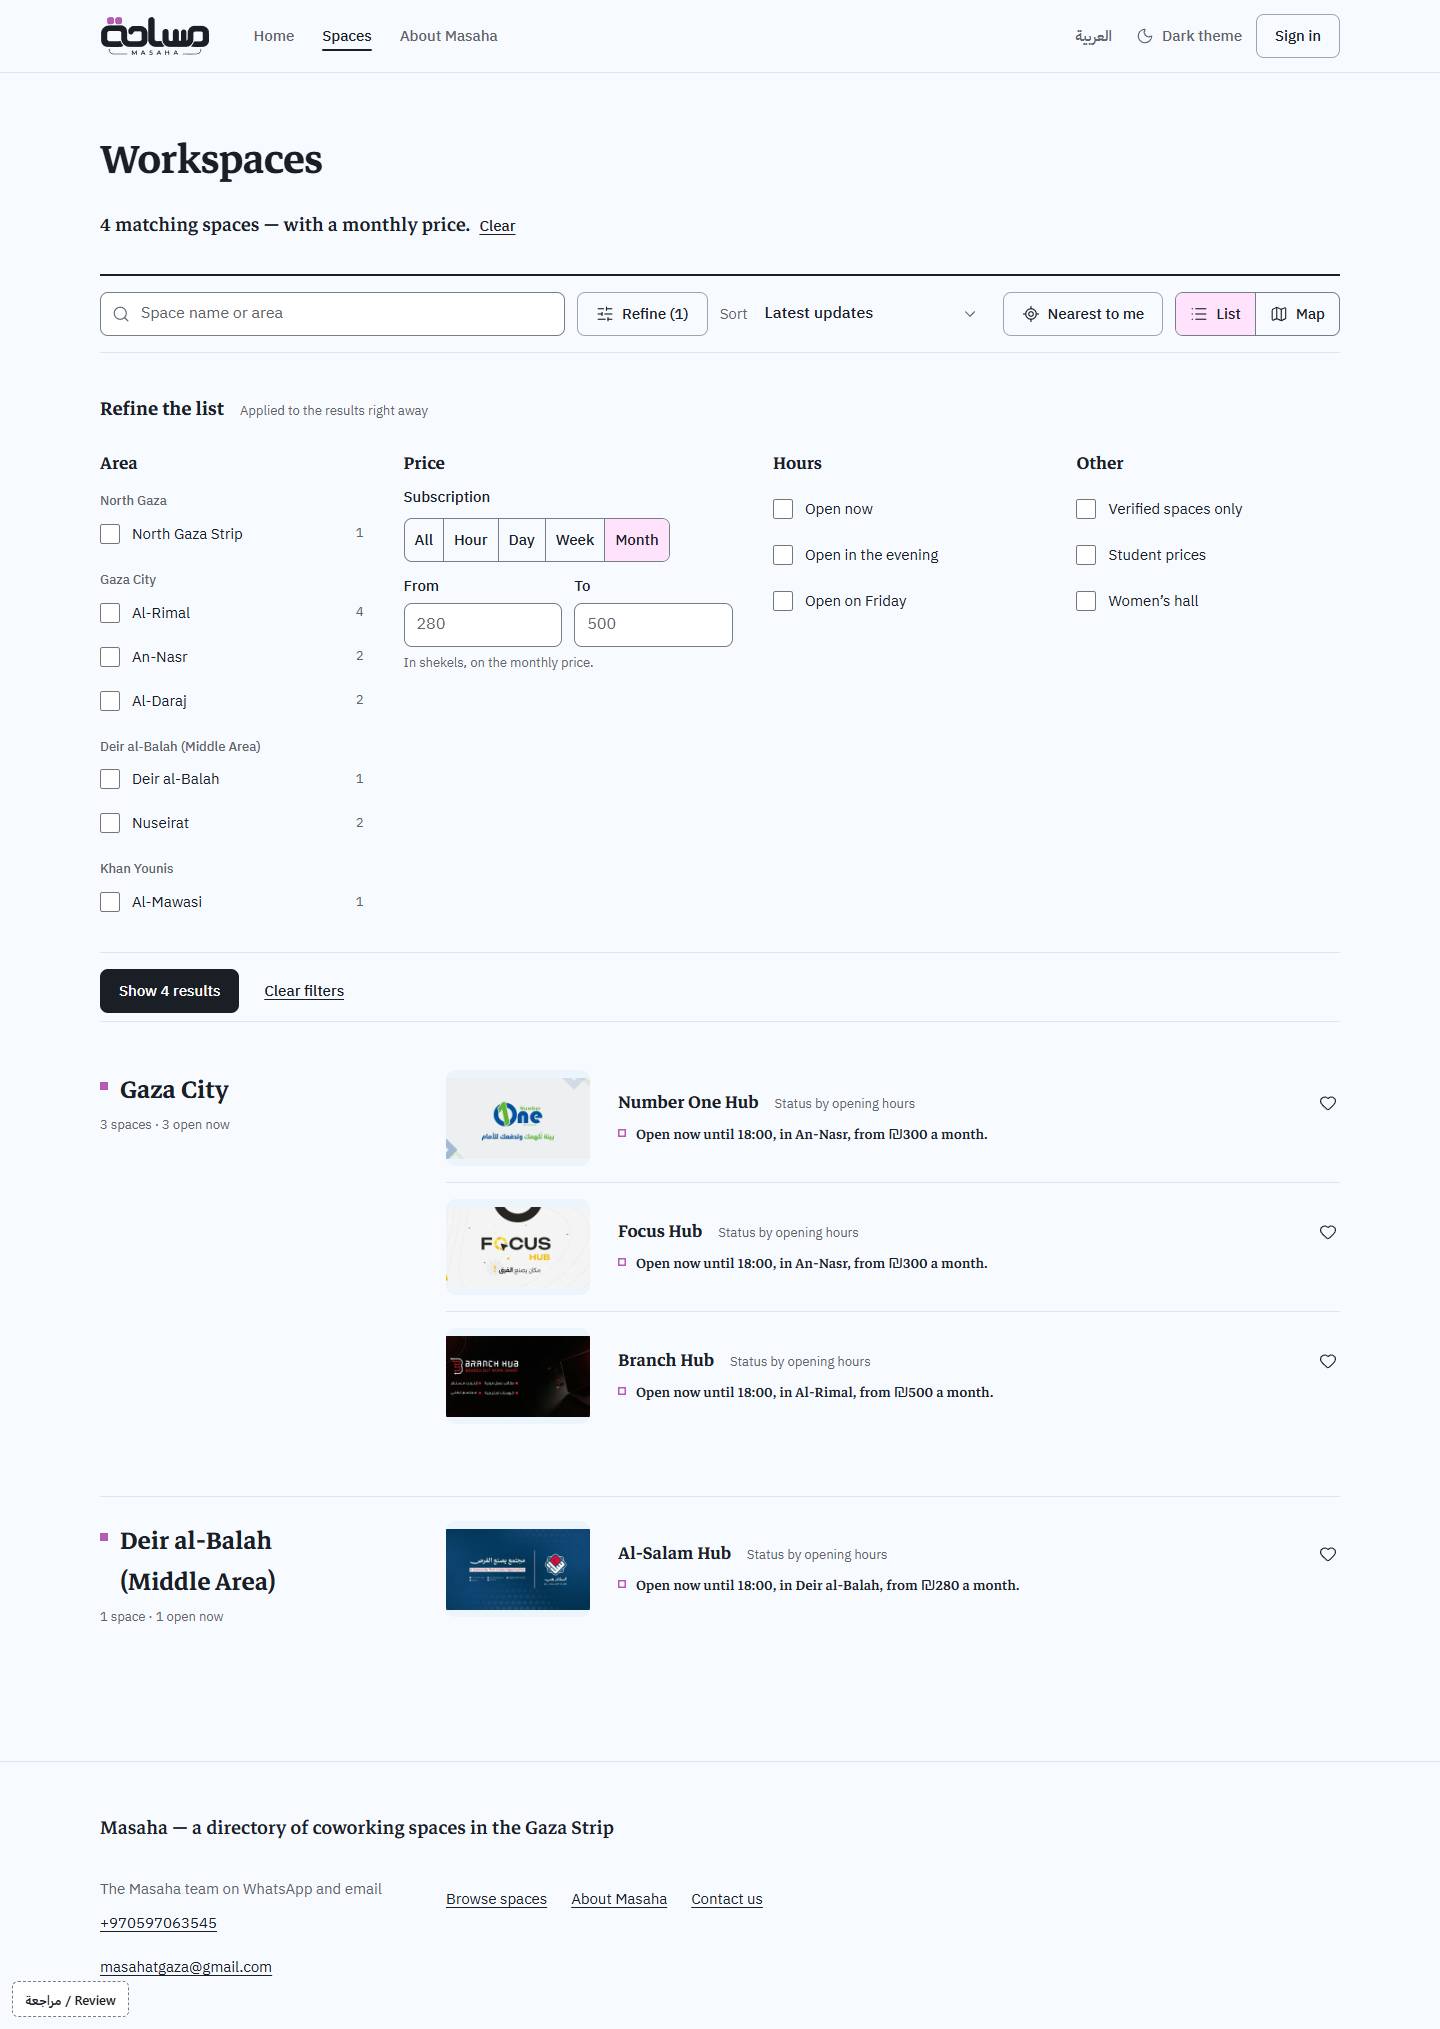 مساحة
MASAHA
Home
Spaces
About Masaha
العربية
Dark theme
Sign in
Workspaces
4 matching spaces — with a monthly price. Clear
Space name or area
Refine (1)
Sort
Latest updates
Nearest to me
List
Map
Refine the list
Applied to the results right away
Area
North Gaza
North Gaza Strip 1
Gaza City
Al-Rimal 4
An-Nasr 2
Al-Daraj 2
Deir al-Balah (Middle Area)
Deir al-Balah 1
Nuseirat 2
Khan Younis
Al-Mawasi 1
Price
Subscription
All
Hour
Day
Week
Month
From
To
280
500
In shekels, on the monthly price.
Hours
Open now
Open in the evening
Open on Friday
Other
Verified spaces only
Student prices
Women’s hall
Show 4 results
Clear filters
Gaza City
3 spaces · 3 open now
Number
One
بيئة تلهمك وتدفعك للأمام
Number One Hub Status by opening hours
Open now until 18:00, in An-Nasr, from ₪300 a month.
FOCUS
HUB
مكان يصنع الفرق !
Focus Hub Status by opening hours
Open now until 18:00, in An-Nasr, from ₪300 a month.
BRANCH HUB
Branch Hub Status by opening hours
Open now until 18:00, in Al-Rimal, from ₪500 a month.
Deir al-Balah
(Middle Area)
1 space · 1 open now
مجتمع يصنع الفرص
Al-Salam Hub Status by opening hours
Open now until 18:00, in Deir al-Balah, from ₪280 a month.
Masaha — a directory of coworking spaces in the Gaza Strip
The Masaha team on WhatsApp and email
+970597063545
masahatgaza@gmail.com
Browse spaces
About Masaha
Contact us
مراجعة / Review